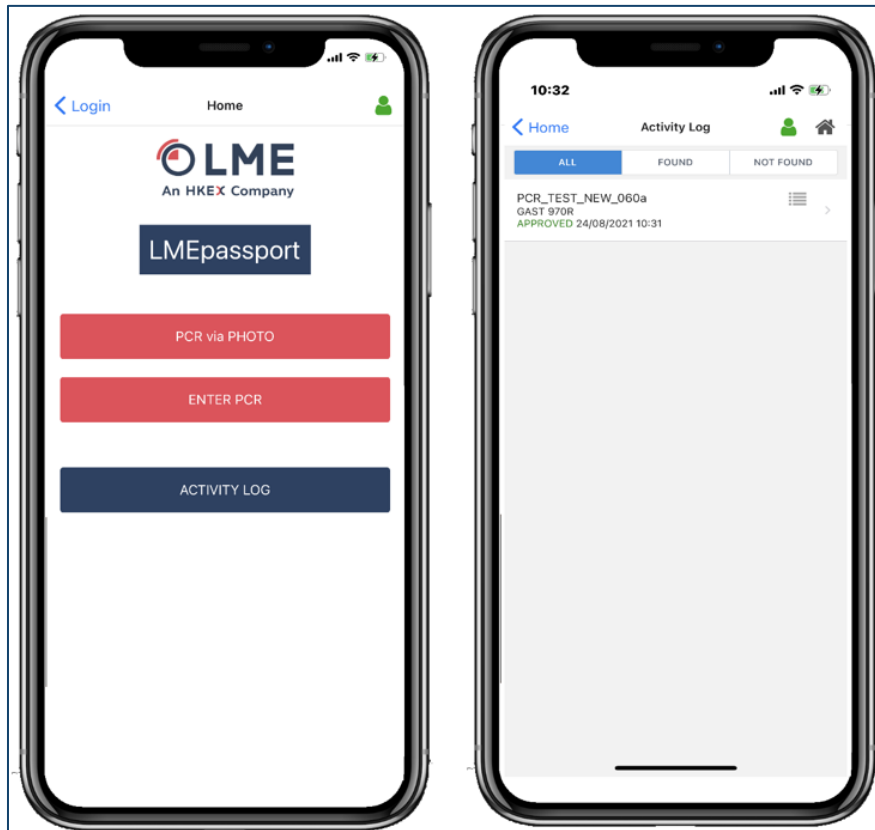 Login
Home
LME
An HKEX Company
LMEpassport
PCR via PHOTO
ENTER PCR
ACTIVITY LOG
10:32
Home
Activity Log
ALL
FOUND
NOT FOUND
PCR_TEST_NEW_060a
GAST 970R
APPROVED 24/08/2021 10:31